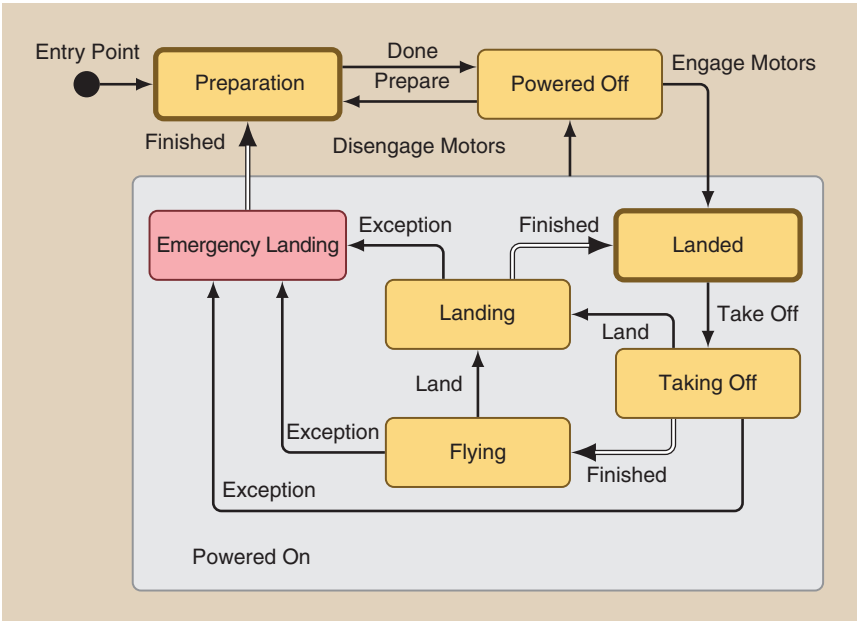 Entry Point
Preparation
Done
Prepare
Powered Off
Engage Motors
Finished
Disengage Motors
Emergency Landing
Exception
Finished
Landed
Landing
Land
Take Off
Taking Off
Land
Exception
Flying
Finished
Exception
Powered On